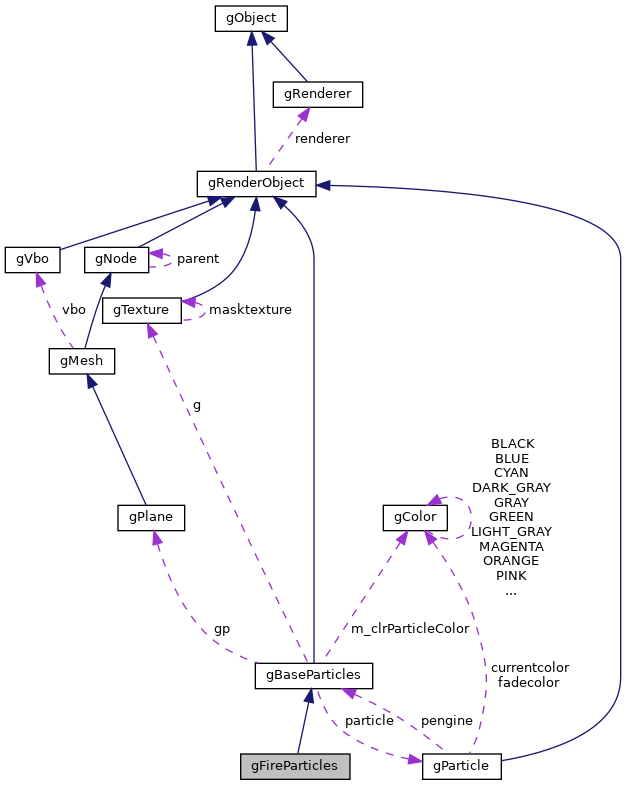 gObject
gRenderer
renderer
gRenderObject
gVbo
gNode
parent
gTexture
masktexture
vbo
gMesh
g
BLACK
BLUE
CYAN
DARK_GRAY
GRAY
GREEN
LIGHT_GRAY
MAGENTA
ORANGE
PINK
...
gPlane
gColor
gp
m_clrParticleColor
currentcolor
fadecolor
gBaseParticles
particle
pengine
gFireParticles
gParticle